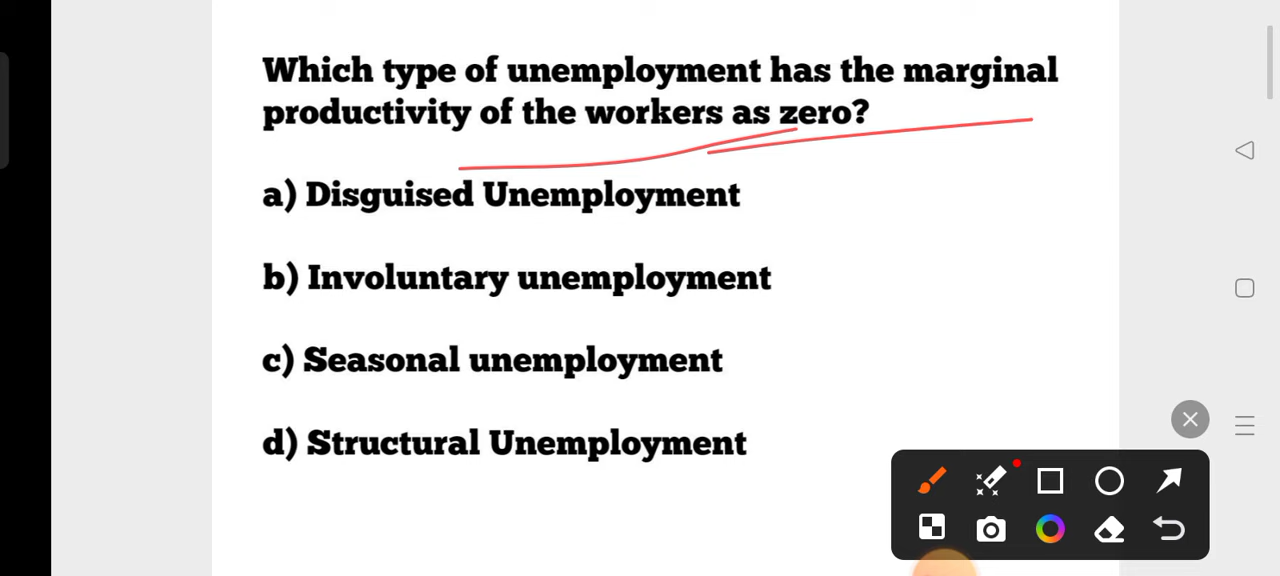 Which type of unemployment has the marginal
productivity of the workers as zero?
a) Disguised Unemployment
b) Involuntary unemployment
c) Seasonal unemployment
d) Structural Unemployment